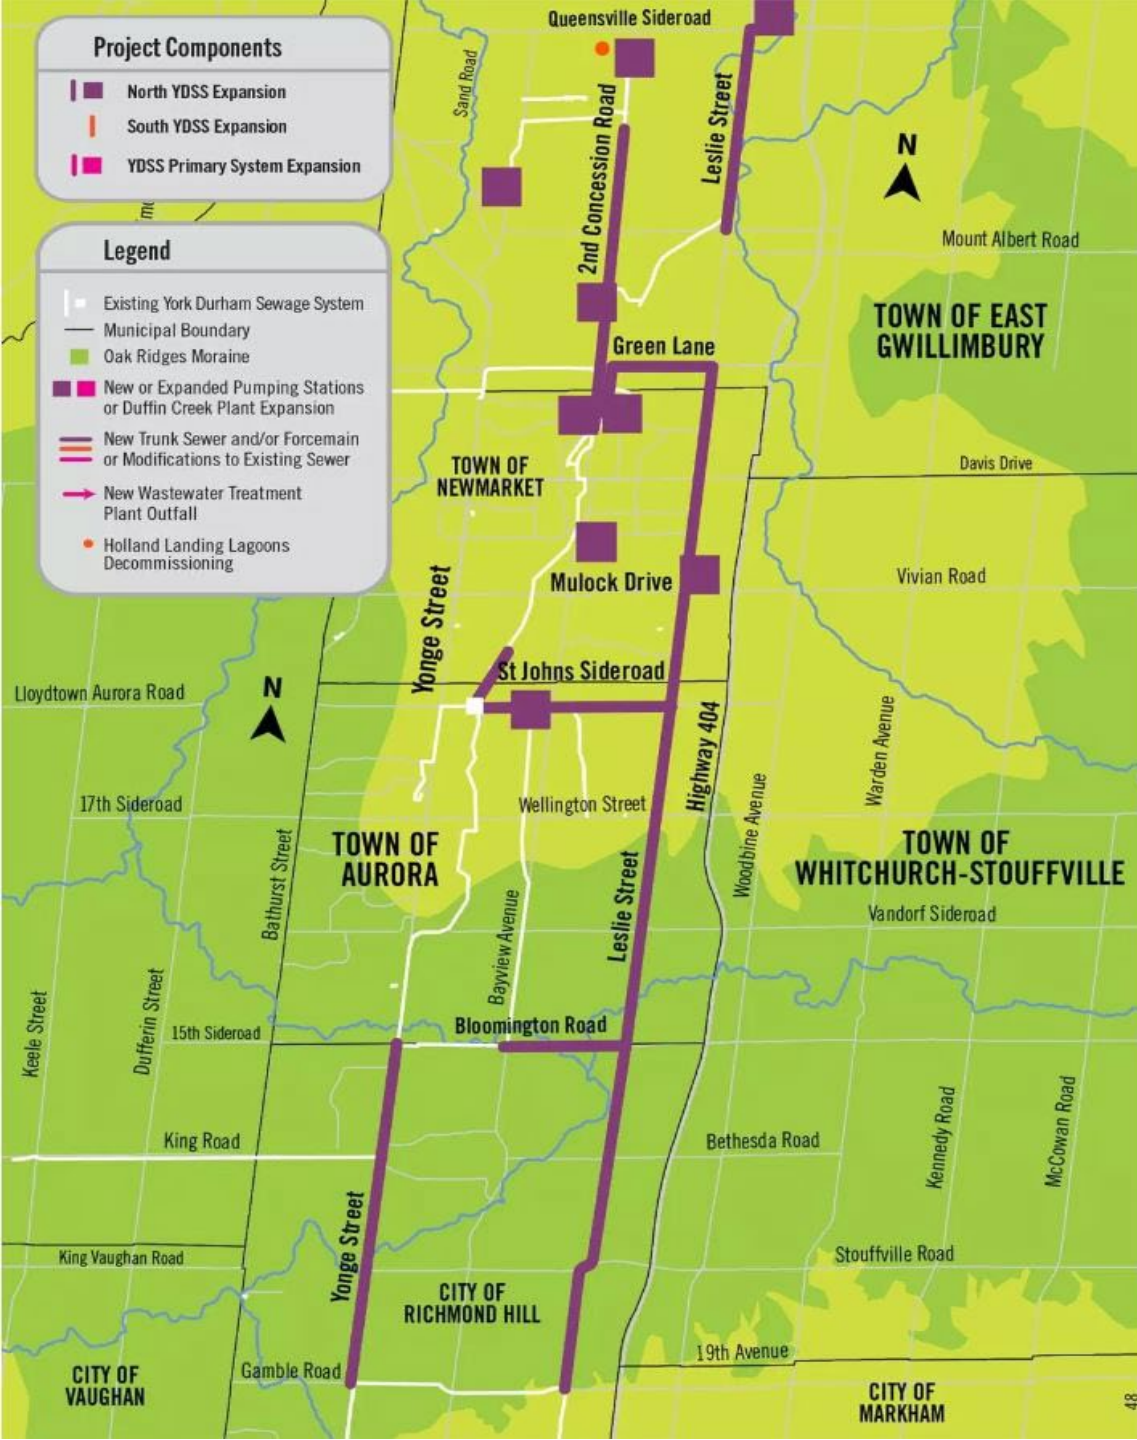 Project Components
North YDSS Expansion
South YDSS Expansion
YDSS Primary System Expansion
Legend
Existing York Durham Sewage System
Municipal Boundary
Oak Ridges Moraine
New or Expanded Pumping Stations
or Duffin Creek Plant Expansion
New Trunk Sewer and/or Forcemain
or Modifications to Existing Sewer
New Wastewater Treatment
Plant Outfall
Holland Landing Lagoons
Decommissioning
Queensville Sideroad
Sand Road
2nd Concession Road
Leslie Street
N
Mount Albert Road
TOWN OF EAST
GWILLIMBURY
Green Lane
TOWN OF
NEWMARKET
Davis Drive
Mulock Drive
Vivian Road
Yonge Street
St Johns Sideroad
Lloydtown Aurora Road
N
Highway 404
Warden Avenue
17th Sideroad
Wellington Street
Woodbine Avenue
TOWN OF
AURORA
Bathurst Street
TOWN OF
WHITCHURCH-STOUFFVILLE
Leslie Street
Vandorf Sideroad
Bayview Avenue
Keele Street
Dufferin Street
15th Sideroad
Bloomington Road
King Road
Bethesda Road
Kennedy Road
McCowan Road
Yonge Street
King Vaughan Road
Stouffville Road
CITY OF
RICHMOND HILL
19th Avenue
Gamble Road
CITY OF
VAUGHAN
CITY OF
MARKHAM
48